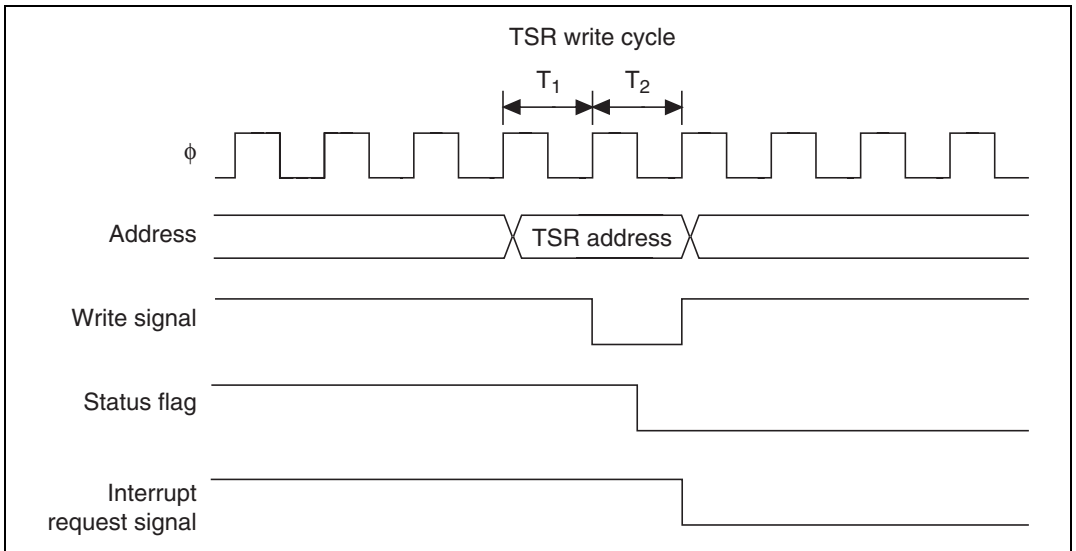 TSR write cycle
T₁ T₂
ϕ
Address
TSR address
Write signal
Status flag
Interrupt
request signal